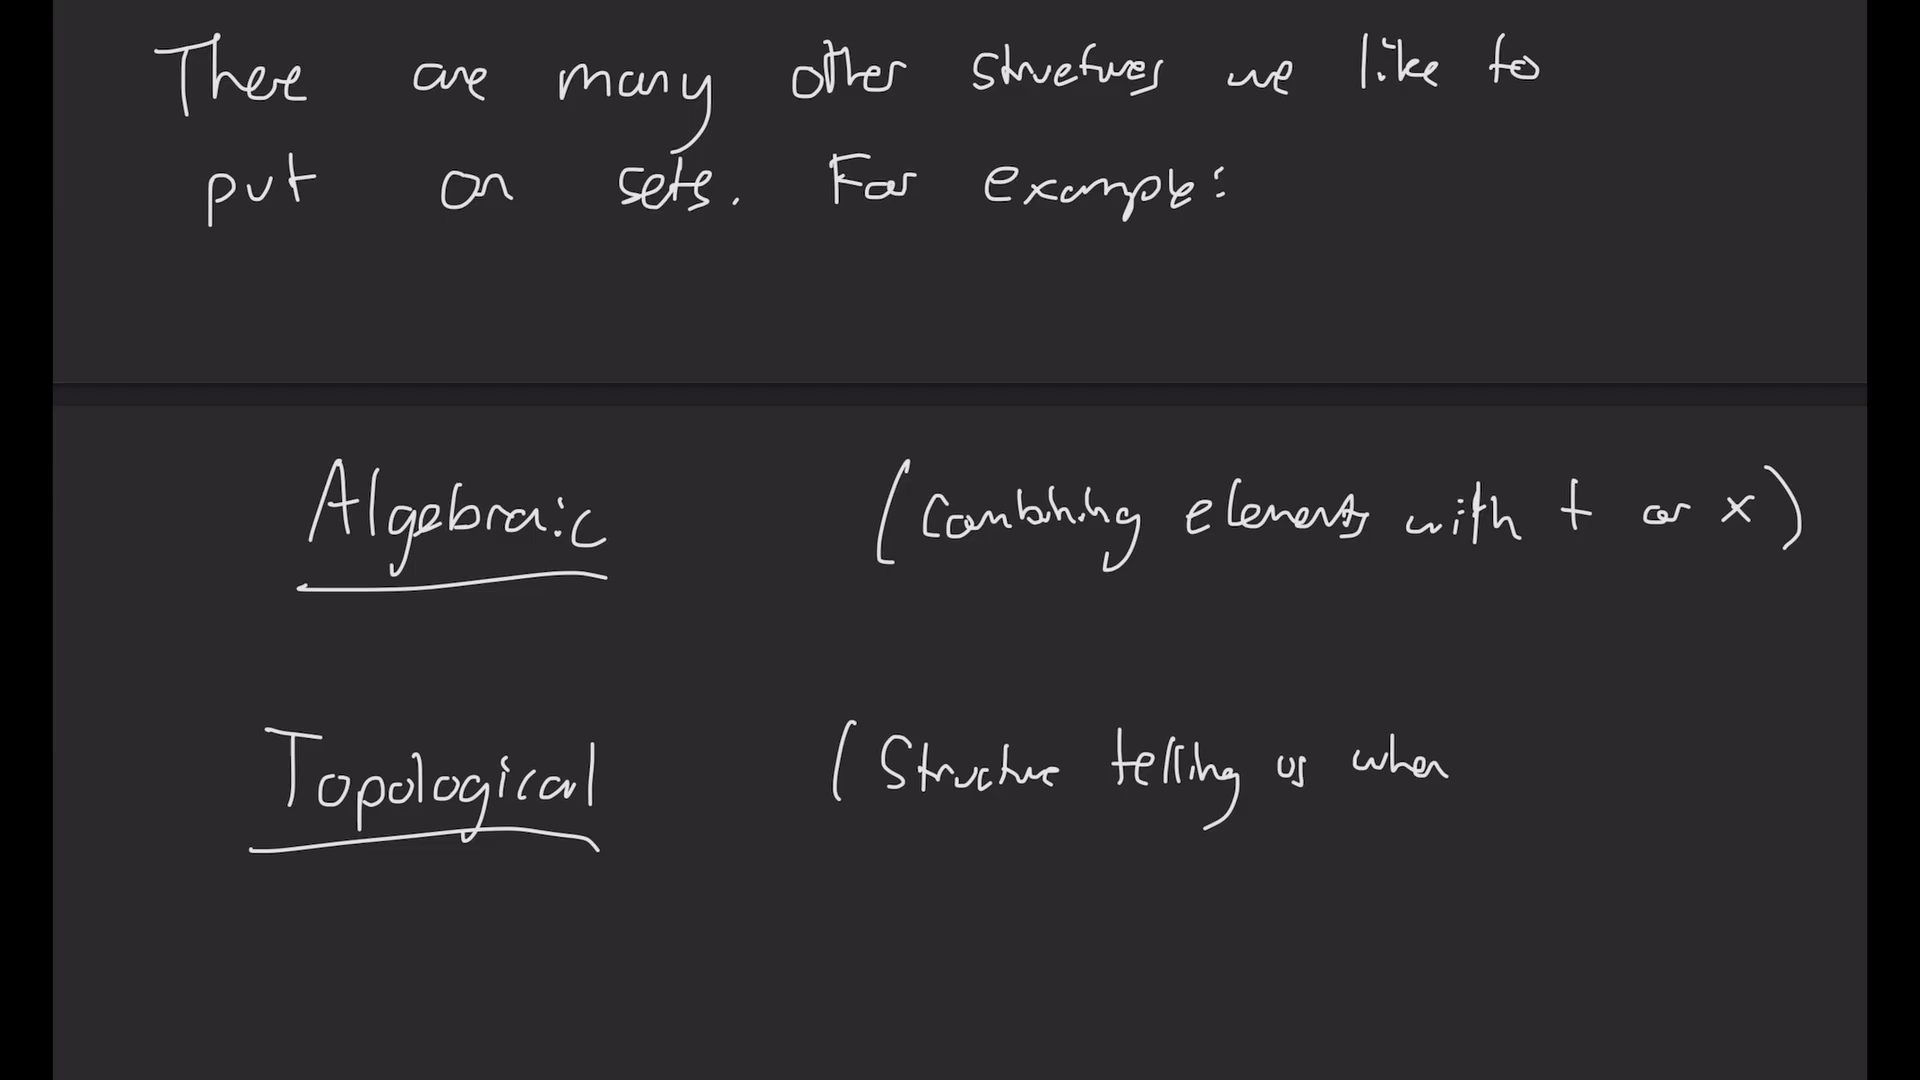 There are many other structures we like to
put on sets. For example:
Algebraic (Combining elements with + or x)
Topological (Structure telling us when